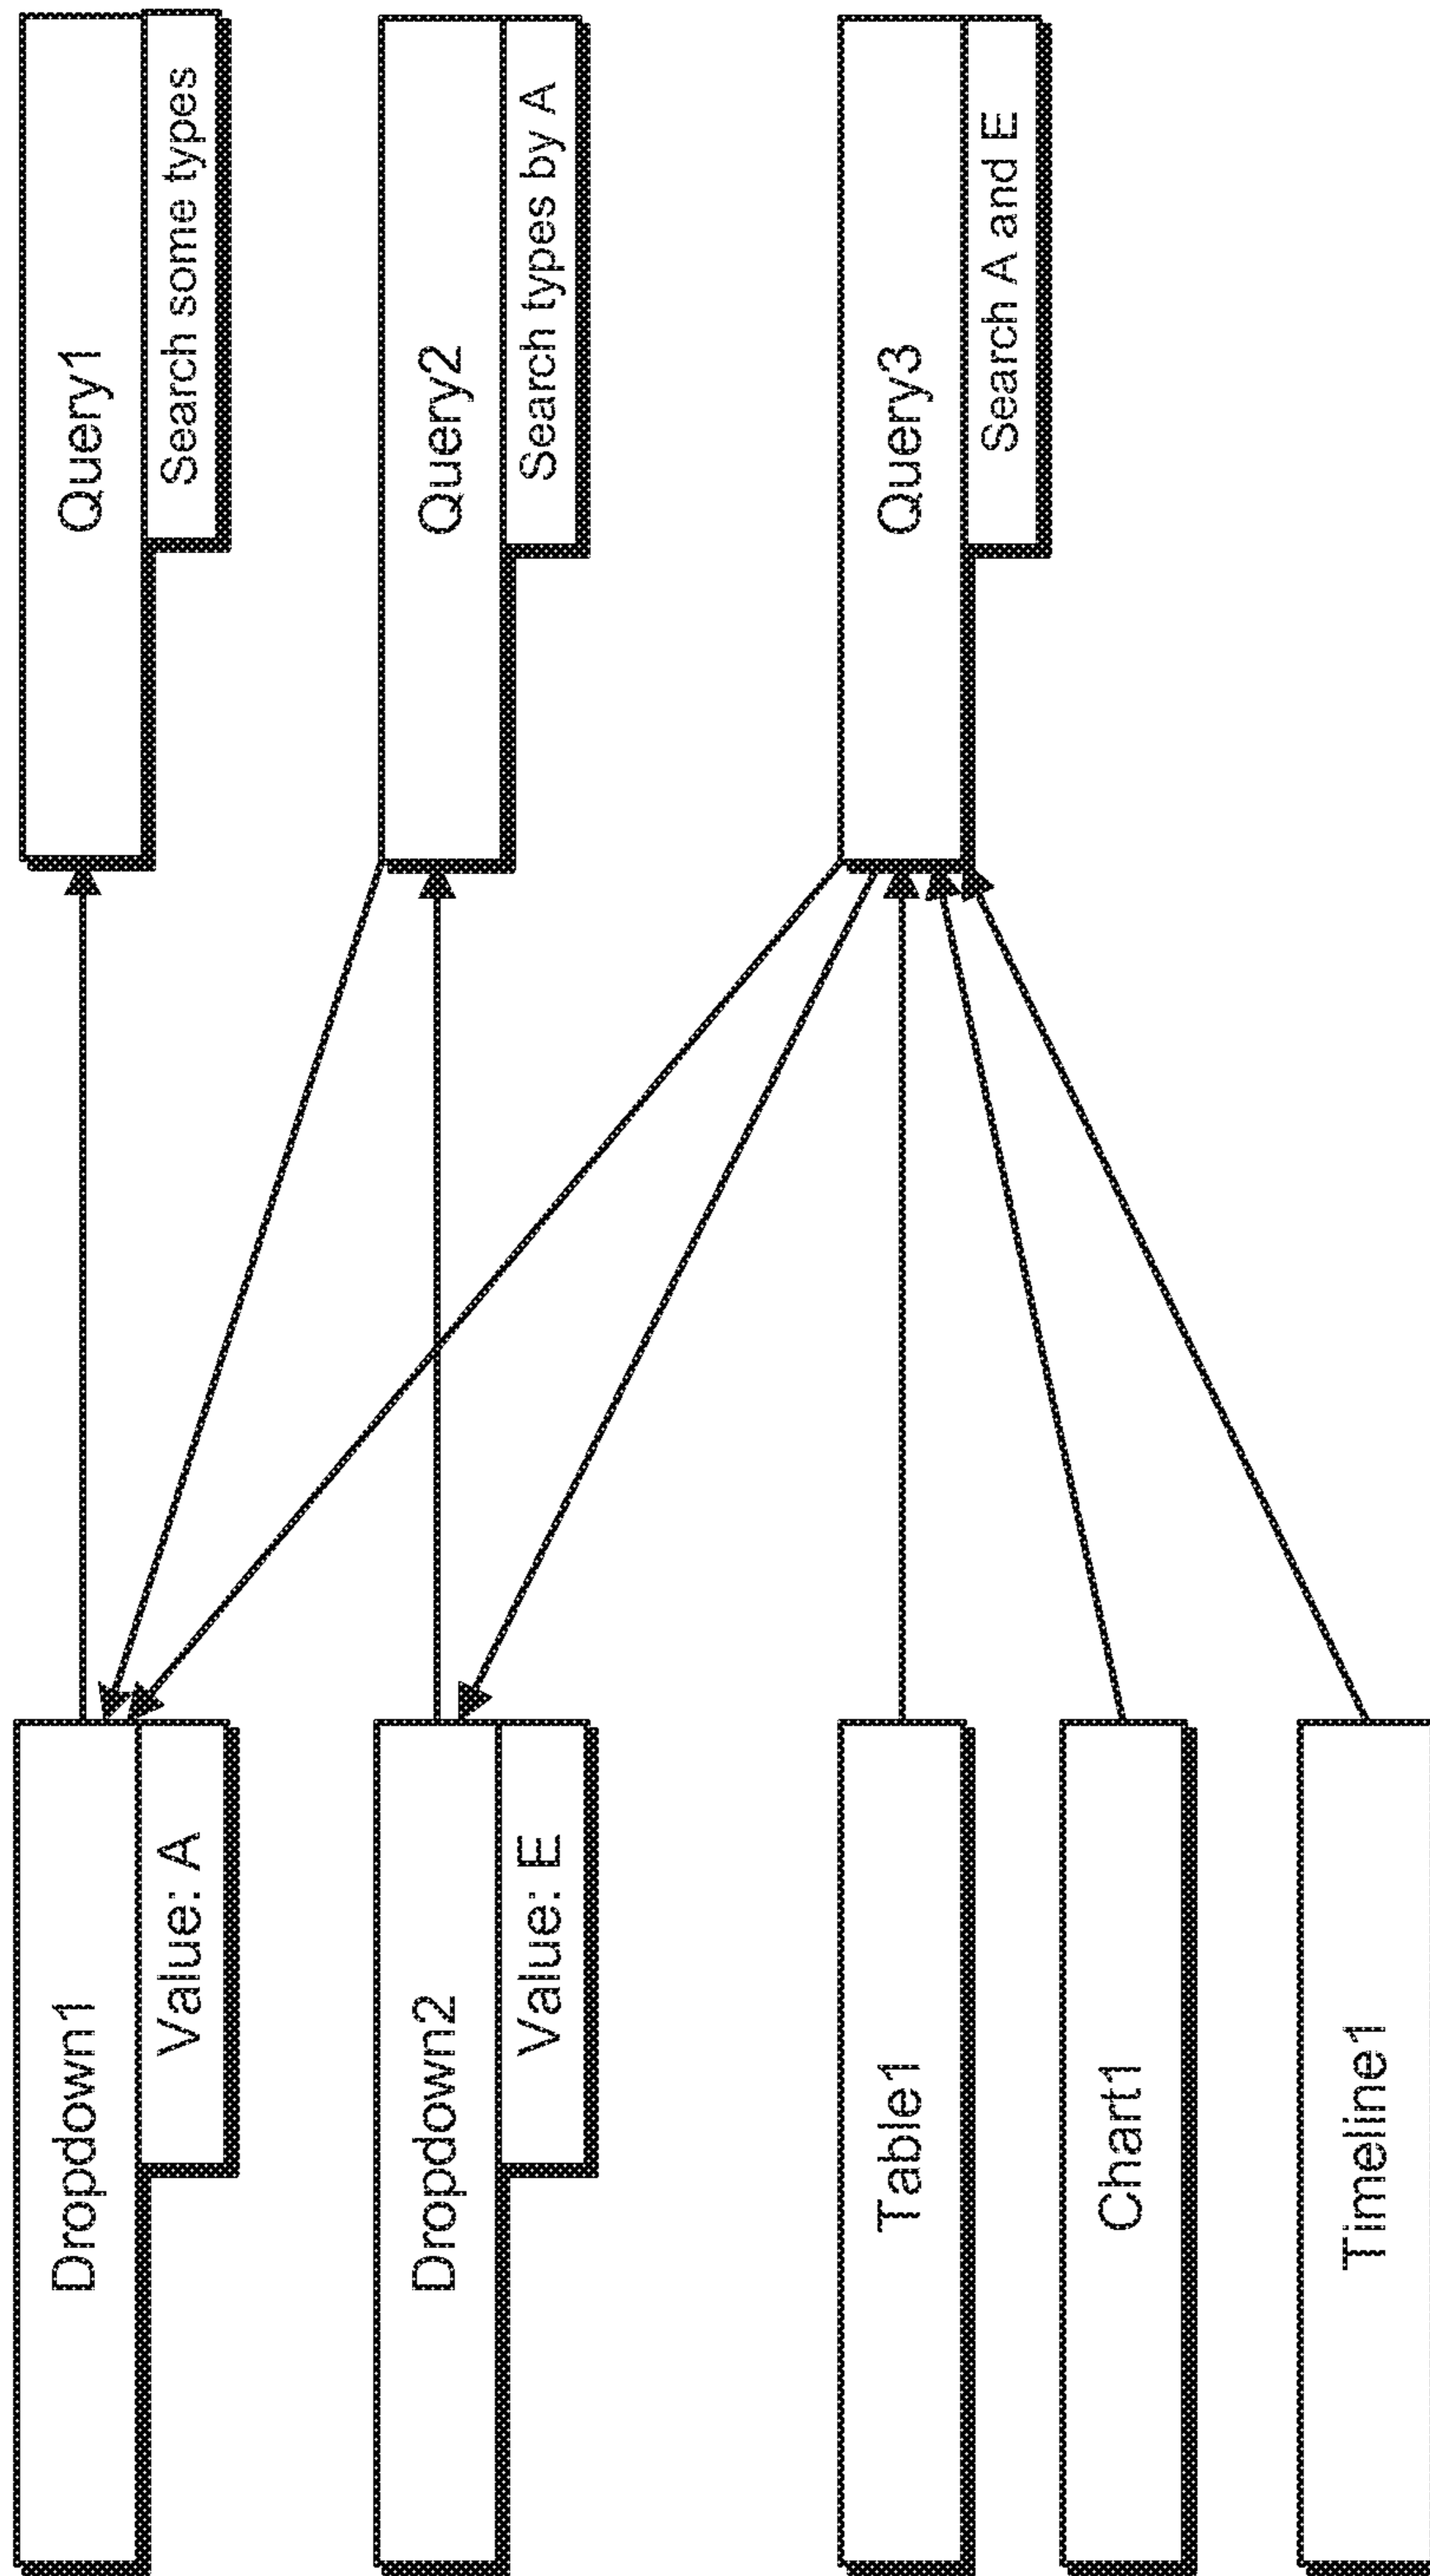 Dropdown1
Value: A
Query1
Search some types
Dropdown2
Value: E
Query2
Search types by A
Table1
Query3
Search A and E
Chart1
Timeline1